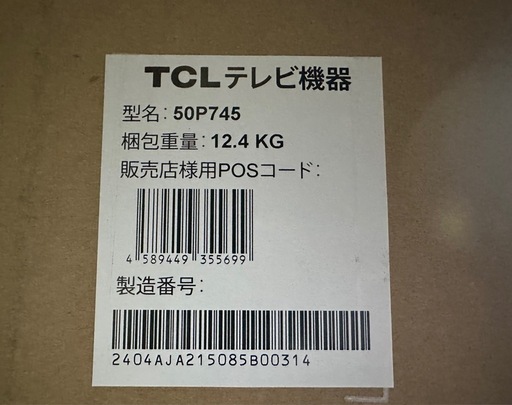 TCLテレビ機器
型名: 50P745
梱包重量: 12.4 KG
販売店様用POSコード:
4 589449 355699
製造番号:
2404AJA215085B00314